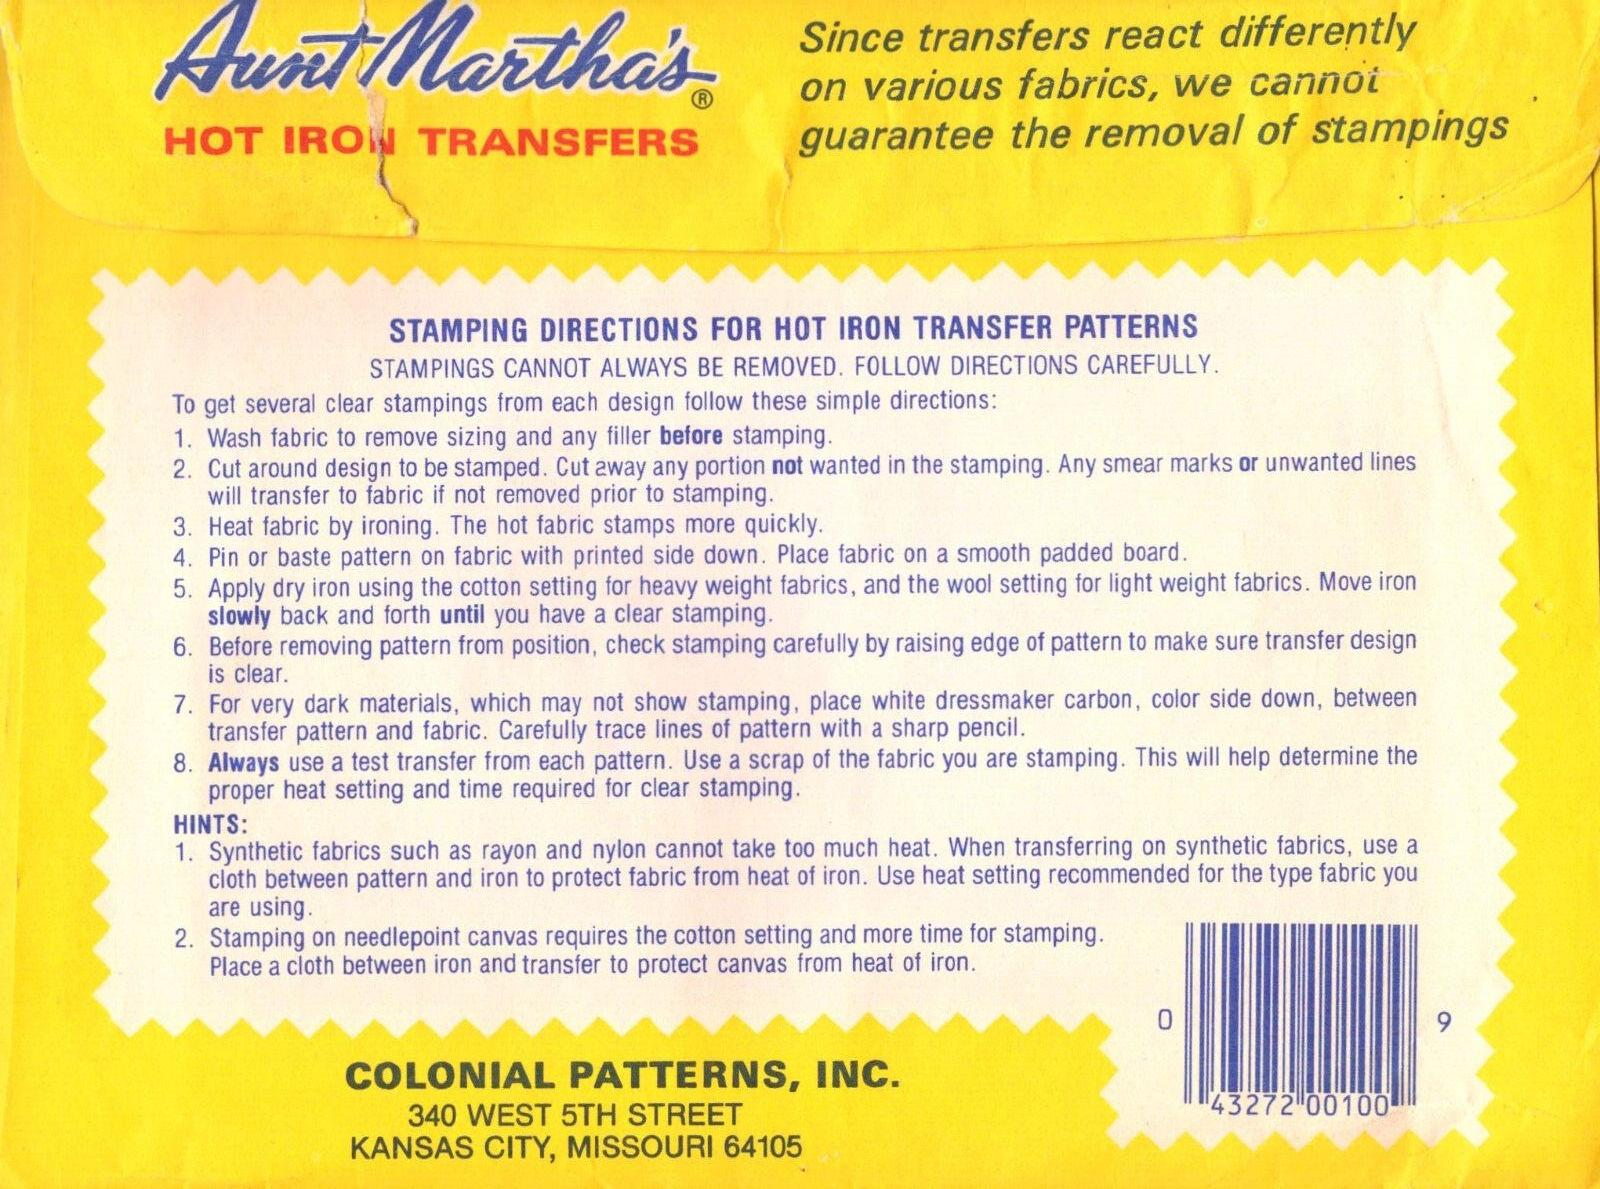 Aunt Martha's®
HOT IRON TRANSFERS
Since transfers react differently
on various fabrics, we cannot
guarantee the removal of stampings
STAMPING DIRECTIONS FOR HOT IRON TRANSFER PATTERNS
STAMPINGS CANNOT ALWAYS BE REMOVED. FOLLOW DIRECTIONS CAREFULLY.
To get several clear stampings from each design follow these simple directions:
1. Wash fabric to remove sizing and any filler before stamping.
2. Cut around design to be stamped. Cut away any portion not wanted in the stamping. Any smear marks or unwanted lines
will transfer to fabric if not removed prior to stamping.
3. Heat fabric by ironing. The hot fabric stamps more quickly.
4. Pin or baste pattern on fabric with printed side down. Place fabric on a smooth padded board.
5. Apply dry iron using the cotton setting for heavy weight fabrics, and the wool setting for light weight fabrics. Move iron
slowly back and forth until you have a clear stamping.
6. Before removing pattern from position, check stamping carefully by raising edge of pattern to make sure transfer design
is clear.
7. For very dark materials, which may not show stamping, place white dressmaker carbon, color side down, between
transfer pattern and fabric. Carefully trace lines of pattern with a sharp pencil.
8. Always use a test transfer from each pattern. Use a scrap of the fabric you are stamping. This will help determine the
proper heat setting and time required for clear stamping.
HINTS:
1. Synthetic fabrics such as rayon and nylon cannot take too much heat. When transferring on synthetic fabrics, use a
cloth between pattern and iron to protect fabric from heat of iron. Use heat setting recommended for the type fabric you
are using.
2. Stamping on needlepoint canvas requires the cotton setting and more time for stamping.
Place a cloth between iron and transfer to protect canvas from heat of iron.
0 43272 00100 9
COLONIAL PATTERNS, INC.
340 WEST 5TH STREET
KANSAS CITY, MISSOURI 64105